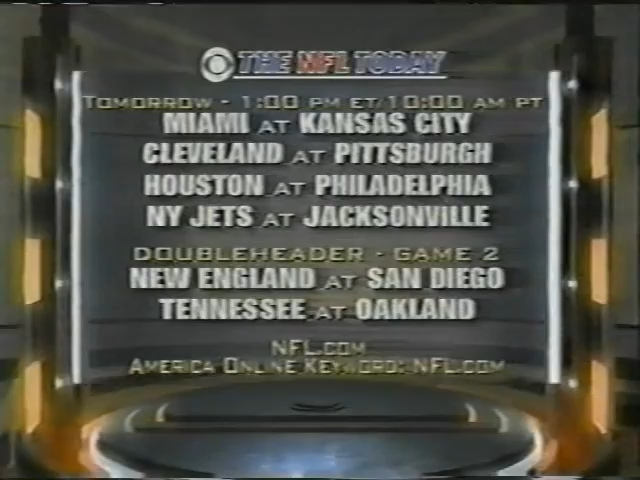 THE NFL TODAY
TOMORROW - 1:00 PM ET/10:00 AM PT
MIAMI AT KANSAS CITY
CLEVELAND AT PITTSBURGH
HOUSTON AT PHILADELPHIA
NY JETS AT JACKSONVILLE
DOUBLEHEADER - GAME 2
NEW ENGLAND AT SAN DIEGO
TENNESSEE AT OAKLAND
NFL.COM
AMERICA ONLINE KEYWORD: NFL.COM